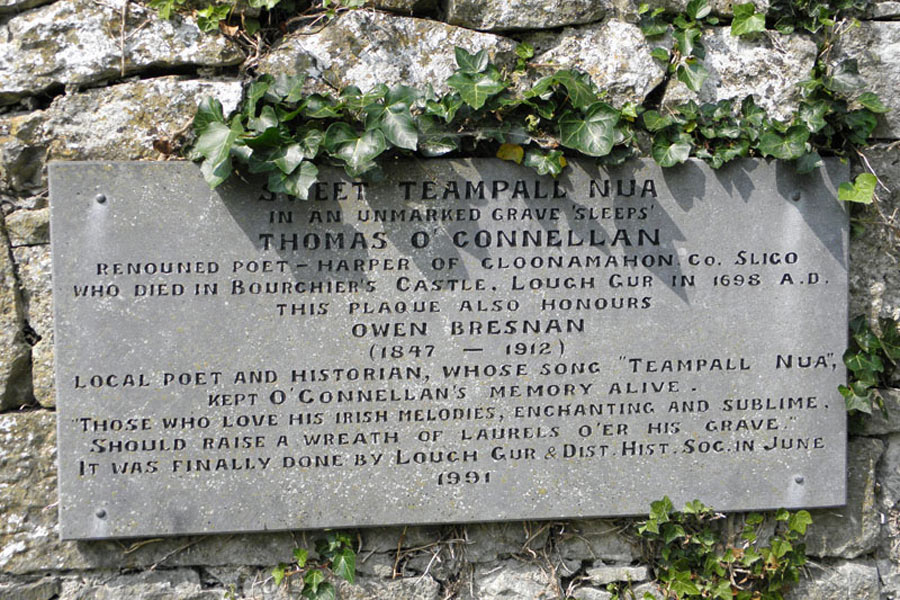 SWEET TEAMPALL NUA
IN AN UNMARKED GRAVE 'SLEEPS'
THOMAS O'CONNELLAN
RENOUNED POET - HARPER OF CLOONAMAHON, CO. SLIGO
WHO DIED IN BOURCHIER'S CASTLE, LOUGH GUR IN 1698 A.D.
THIS PLAQUE ALSO HONOURS
OWEN BRESNAN
(1847 — 1912)
LOCAL POET AND HISTORIAN, WHOSE SONG "TEAMPALL NUA",
KEPT O'CONNELLAN'S MEMORY ALIVE.
"THOSE WHO LOVE HIS IRISH MELODIES, ENCHANTING AND SUBLIME,
SHOULD RAISE A WREATH OF LAURELS O'ER HIS GRAVE."
IT WAS FINALLY DONE BY LOUGH GUR & DIST. HIST. SOC. IN JUNE
1991